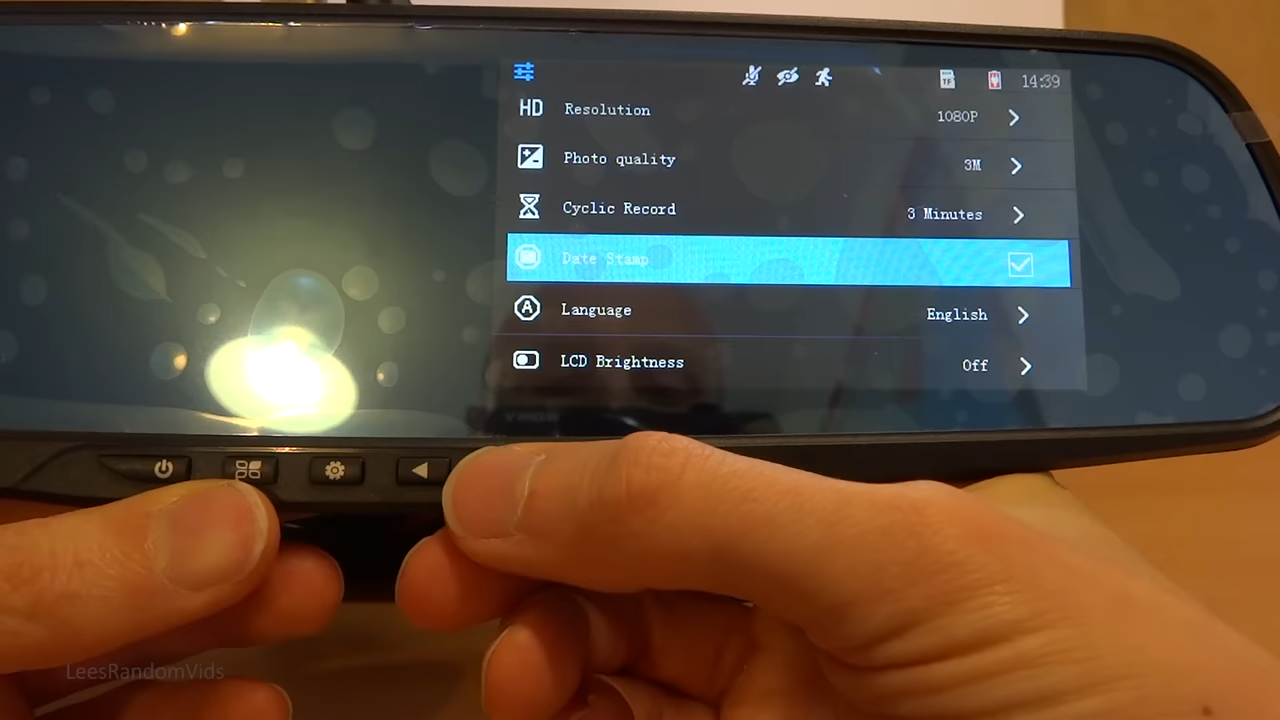 TF 14:39
HD Resolution 1080P
Photo quality 3M
Cyclic Record 3 Minutes
Date Stamp
A Language English
LCD Brightness Off
LeesRandomVids